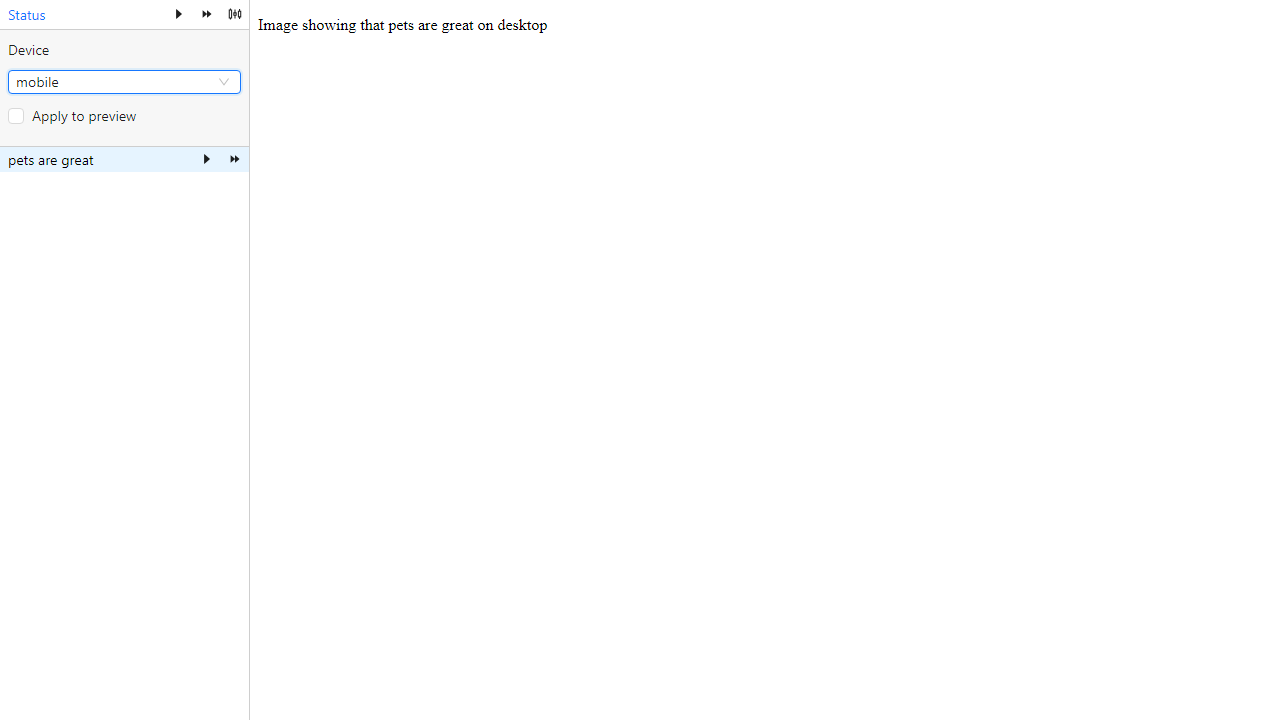 Status
Device
mobile
Apply to preview
pets are great
Image showing that pets are great on desktop